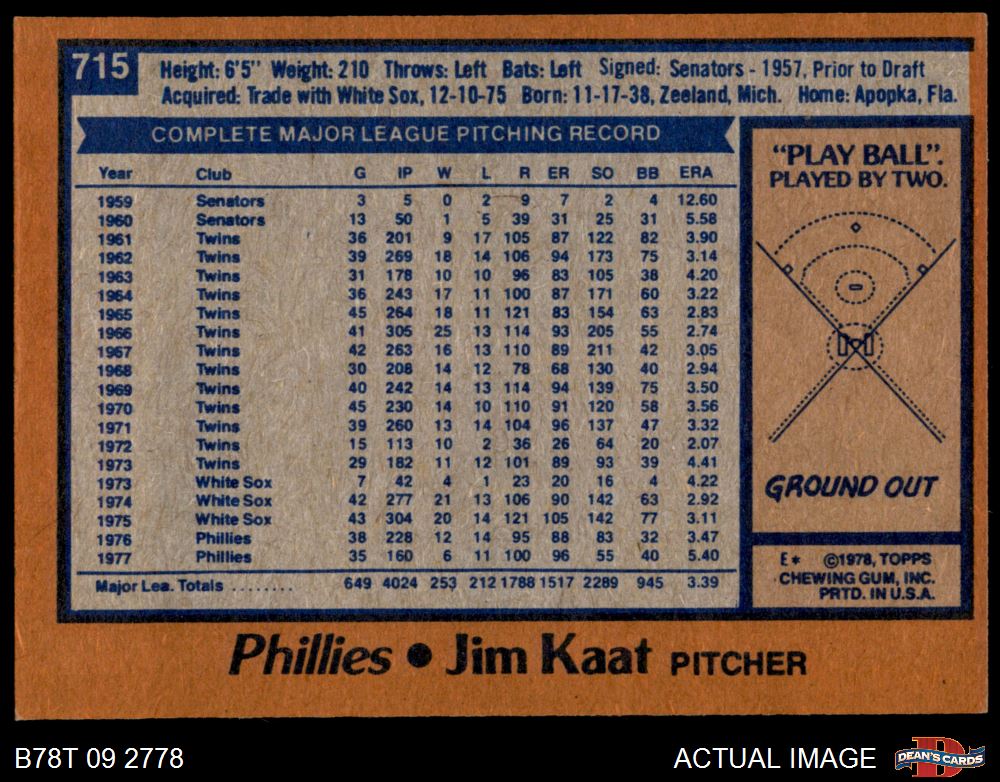 715
Height: 6'5" Weight: 210 Throws: Left Bats: Left Signed: Senators - 1957, Prior to Draft
Acquired: Trade with White Sox, 12-10-75 Born: 11-17-38, Zeeland, Mich. Home: Apopka, Fla.
COMPLETE MAJOR LEAGUE PITCHING RECORD
Year Club G IP W L R ER SO BB ERA
1959 Senators 3 5 0 2 9 7 2 4 12.60
1960 Senators 13 50 1 5 39 31 25 31 5.58
1961 Twins 36 201 9 17 105 87 122 82 3.90
1962 Twins 39 269 18 14 106 94 173 75 3.14
1963 Twins 31 178 10 10 96 83 105 38 4.20
1964 Twins 36 243 17 11 100 87 171 60 3.22
1965 Twins 45 264 18 11 121 83 154 63 2.83
1966 Twins 41 305 25 13 114 93 205 55 2.74
1967 Twins 42 263 16 13 110 89 211 42 3.05
1968 Twins 30 208 14 12 78 68 130 40 2.94
1969 Twins 40 242 14 13 114 94 139 75 3.50
1970 Twins 45 230 14 10 110 91 120 58 3.56
1971 Twins 39 260 13 14 104 96 137 47 3.32
1972 Twins 15 113 10 2 36 26 64 20 2.07
1973 Twins 29 182 11 12 101 89 93 39 4.41
1973 White Sox 7 42 4 1 23 20 16 4 4.22
1974 White Sox 42 277 21 13 106 90 142 63 2.92
1975 White Sox 43 304 20 14 121 105 142 77 3.11
1976 Phillies 38 228 12 14 95 88 83 32 3.47
1977 Phillies 35 160 6 11 100 96 55 40 5.40
Major Lea. Totals ........ 649 4024 253 212 1788 1517 2289 945 3.39
"PLAY BALL".
PLAYED BY TWO.
GROUND OUT
E* ©1978, TOPPS
CHEWING GUM, INC.
PRTD. IN U.S.A.
Phillies ● Jim Kaat PITCHER
B78T 09 2778
ACTUAL IMAGE
D
DEAN'S CARDS